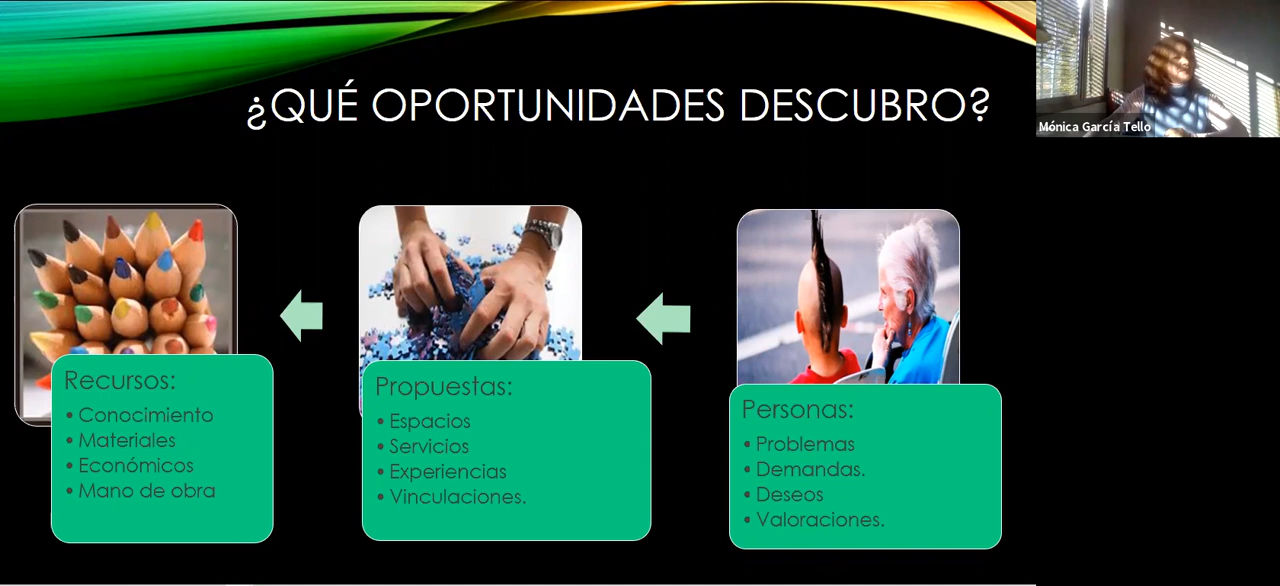 ¿QUÉ OPORTUNIDADES DESCUBRO?
Mónica García Tello
Recursos:
• Conocimiento
• Materiales
• Económicos
• Mano de obra
Propuestas:
• Espacios
• Servicios
• Experiencias
• Vinculaciones.
Personas:
• Problemas
• Demandas.
• Deseos
• Valoraciones.